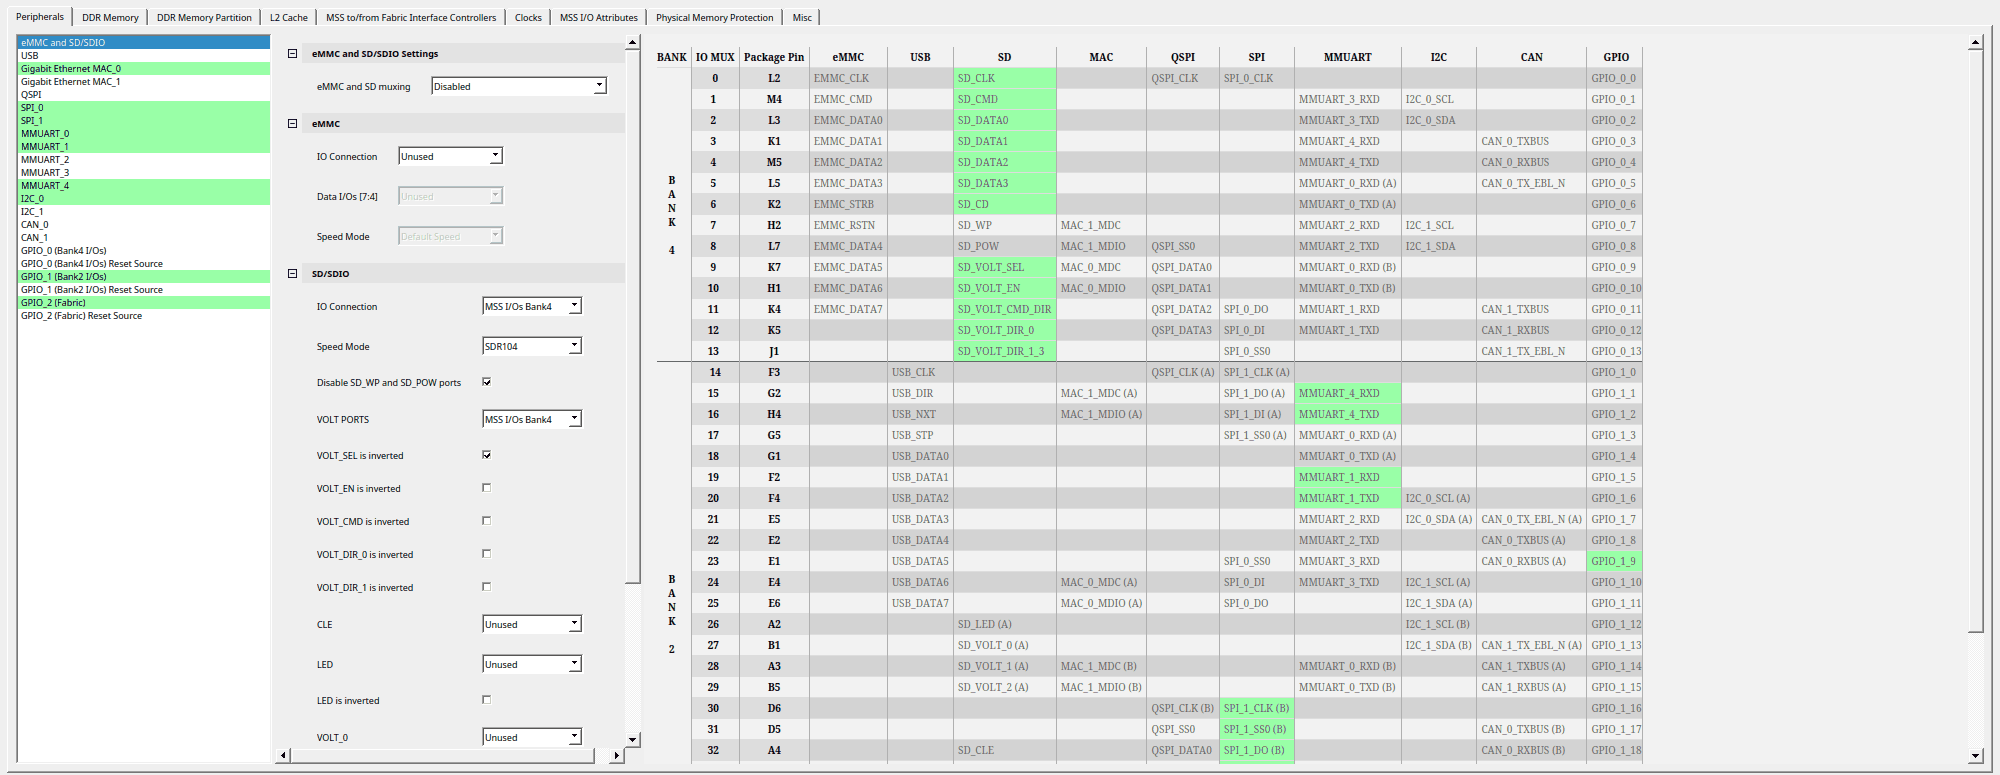 Peripherals DDR Memory DDR Memory Partition L2 Cache MSS to/from Fabric Interface Controllers Clocks MSS I/O Attributes Physical Memory Protection Misc
eMMC and SD/SDIO
USB
Gigabit Ethernet MAC_0
Gigabit Ethernet MAC_1
QSPI
SPI_0
SPI_1
MMUART_0
MMUART_1
MMUART_2
MMUART_3
MMUART_4
I2C_0
I2C_1
CAN_0
CAN_1
GPIO_0 (Bank4 I/Os)
GPIO_0 (Bank4 I/Os) Reset Source
GPIO_1 (Bank2 I/Os)
GPIO_1 (Bank2 I/Os) Reset Source
GPIO_2 (Fabric)
GPIO_2 (Fabric) Reset Source
eMMC and SD/SDIO Settings
eMMC and SD muxing Disabled
eMMC
IO Connection Unused
Data I/Os [7:4] Unused
Speed Mode Default Speed
SD/SDIO
IO Connection MSS I/Os Bank4
Speed Mode SDR104
Disable SD_WP and SD_POW ports
VOLT PORTS MSS I/Os Bank4
VOLT_SEL is inverted
VOLT_EN is inverted
VOLT_CMD is inverted
VOLT_DIR_0 is inverted
VOLT_DIR_1 is inverted
CLE Unused
LED Unused
LED is inverted
VOLT_0 Unused
BANK IO MUX Package Pin eMMC USB SD MAC QSPI SPI MMUART I2C CAN GPIO
BANK 4
0 L2 EMMC_CLK SD_CLK QSPI_CLK SPI_0_CLK GPIO_0_0
1 M4 EMMC_CMD SD_CMD MMUART_3_RXD I2C_0_SCL GPIO_0_1
2 L3 EMMC_DATA0 SD_DATA0 MMUART_3_TXD I2C_0_SDA GPIO_0_2
3 K1 EMMC_DATA1 SD_DATA1 MMUART_4_RXD CAN_0_TXBUS GPIO_0_3
4 M5 EMMC_DATA2 SD_DATA2 MMUART_4_TXD CAN_0_RXBUS GPIO_0_4
5 L5 EMMC_DATA3 SD_DATA3 MMUART_0_RXD (A) CAN_0_TX_EBL_N GPIO_0_5
6 K2 EMMC_STRB SD_CD MMUART_0_TXD (A) GPIO_0_6
7 H2 EMMC_RSTN SD_WP MAC_1_MDC MMUART_2_RXD I2C_1_SCL GPIO_0_7
8 L7 EMMC_DATA4 SD_POW MAC_1_MDIO QSPI_SS0 MMUART_2_TXD I2C_1_SDA GPIO_0_8
9 K7 EMMC_DATA5 SD_VOLT_SEL MAC_0_MDC QSPI_DATA0 MMUART_0_RXD (B) GPIO_0_9
10 H1 EMMC_DATA6 SD_VOLT_EN MAC_0_MDIO QSPI_DATA1 MMUART_0_TXD (B) GPIO_0_10
11 K4 EMMC_DATA7 SD_VOLT_CMD_DIR QSPI_DATA2 SPI_0_DO MMUART_1_RXD CAN_1_TXBUS GPIO_0_11
12 K5 SD_VOLT_DIR_0 QSPI_DATA3 SPI_0_DI MMUART_1_TXD CAN_1_RXBUS GPIO_0_12
13 J1 SD_VOLT_DIR_1_3 SPI_0_SS0 CAN_1_TX_EBL_N GPIO_0_13
BANK 2
14 F3 USB_CLK QSPI_CLK (A) SPI_1_CLK (A) GPIO_1_0
15 G2 USB_DIR MAC_1_MDC (A) SPI_1_DO (A) MMUART_4_RXD GPIO_1_1
16 H4 USB_NXT MAC_1_MDIO (A) SPI_1_DI (A) MMUART_4_TXD GPIO_1_2
17 G5 USB_STP SPI_1_SS0 (A) MMUART_0_RXD (A) GPIO_1_3
18 G1 USB_DATA0 MMUART_0_TXD (A) GPIO_1_4
19 F2 USB_DATA1 MMUART_1_RXD GPIO_1_5
20 F4 USB_DATA2 MMUART_1_TXD I2C_0_SCL (A) GPIO_1_6
21 E5 USB_DATA3 MMUART_2_RXD I2C_0_SDA (A) CAN_0_TX_EBL_N (A) GPIO_1_7
22 E2 USB_DATA4 MMUART_2_TXD CAN_0_TXBUS (A) GPIO_1_8
23 E1 USB_DATA5 SPI_0_SS0 MMUART_3_RXD CAN_0_RXBUS (A) GPIO_1_9
24 E4 USB_DATA6 MAC_0_MDC (A) SPI_0_DI MMUART_3_TXD I2C_1_SCL (A) GPIO_1_10
25 E6 USB_DATA7 MAC_0_MDIO (A) SPI_0_DO I2C_1_SDA (A) GPIO_1_11
26 A2 SD_LED (A) I2C_1_SCL (B) GPIO_1_12
27 B1 SD_VOLT_0 (A) I2C_1_SDA (B) CAN_1_TX_EBL_N (A) GPIO_1_13
28 A3 SD_VOLT_1 (A) MAC_1_MDC (B) MMUART_0_RXD (B) CAN_1_TXBUS (A) GPIO_1_14
29 B5 SD_VOLT_2 (A) MAC_1_MDIO (B) MMUART_0_TXD (B) CAN_1_RXBUS (A) GPIO_1_15
30 D6 QSPI_CLK (B) SPI_1_CLK (B) GPIO_1_16
31 D5 QSPI_SS0 SPI_1_SS0 (B) CAN_0_TXBUS (B) GPIO_1_17
32 A4 SD_CLE QSPI_DATA0 SPI_1_DO (B) CAN_0_RXBUS (B) GPIO_1_18